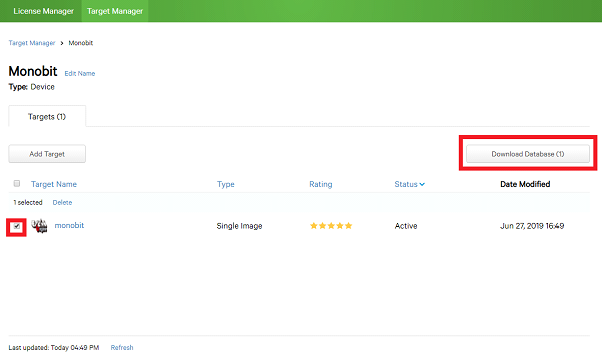 License Manager Target Manager
Target Manager > Monobit
Monobit Edit Name
Type: Device
Targets (1)
Add Target Download Database (1)
Target Name Type Rating Status Date Modified
1 selected Delete
monobit Single Image Active Jun 27, 2019 16:49
Last updated: Today 04:49 PM Refresh